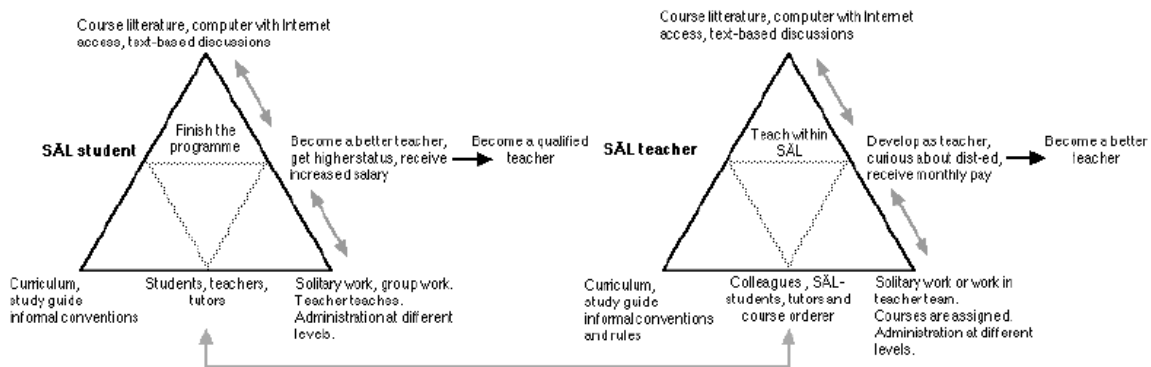 Course litterature, computer with Internet
access, text-based discussions
SÄL student
Finish the
programme
Become a better teacher,
get higher status, receive
increased salary
Become a qualified
teacher
Curriculum,
study guide
informal conventions
Students, teachers,
tutors
Solitary work, group work.
Teacher teaches.
Administration at different
levels.
Course litterature, computer with Internet
access, text-based discussions
SÄL teacher
Teach within
SÄL
Develop as teacher,
curious about dist-ed,
receive monthly pay
Become a better
teacher
Curriculum,
study guide
informal conventions
and rules
Colleagues, SÄL-
students, tutors and
course orderer
Solitary work or work in
teacher team.
Courses are assigned.
Administration at different
levels.